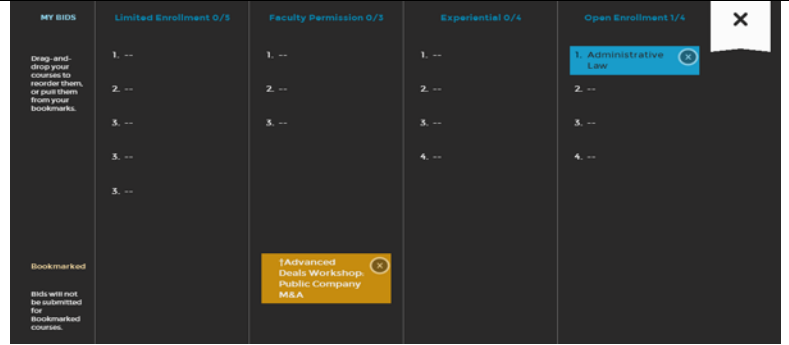 MY BIDS
Drag-and-
drop your
courses to
reorder them,
or pull them
from your
bookmarks.
Limited Enrollment 0/5
1. --
2. --
3. --
3. --
3. --
Faculty Permission 0/3
1. --
2. --
3. --
Experiential 0/4
1. --
2. --
3. --
4. --
Open Enrollment 1/4
1. Administrative
Law
2. --
3. --
4. --
Bookmarked
Bids will not
be submitted
for
Bookmarked
courses.
†Advanced
Deals Workshop:
Public Company
M&A